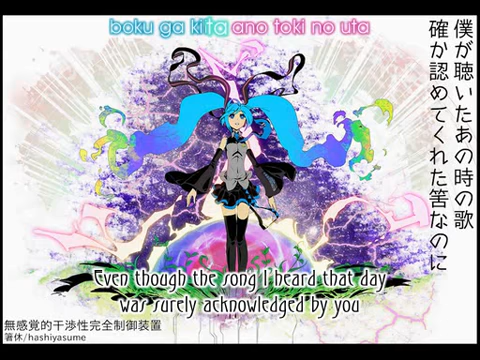 boku ga kiita ano toki no uta
僕が聴いたあの時の歌
確か認めてくれた筈なのに
Even though the song I heard that day
was surely acknowledged by you
無感覚的干渉性完全制御装置
箸休/hashiyasume